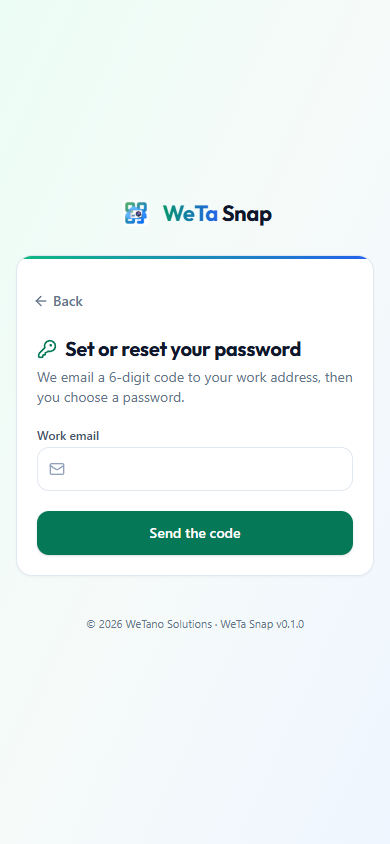 WeTa Snap
Back
Set or reset your password
We email a 6-digit code to your work address, then
you choose a password.
Work email
Send the code
© 2026 WeTano Solutions · WeTa Snap v0.1.0